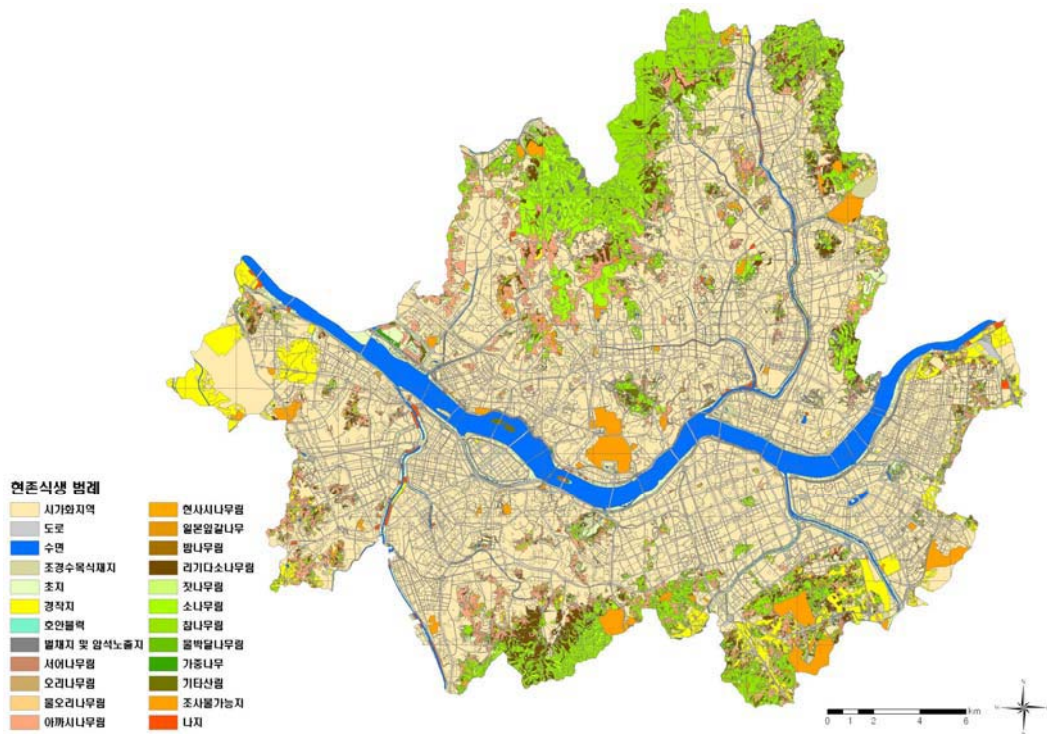 현존식생 범례
시가화지역
도로
수면
조경수목식재지
초지
경작지
호안블럭
벌채지 및 암석노출지
서어나무림
오리나무림
물오리나무림
아까시나무림
현사시나무림
일본잎갈나무
밤나무림
리기다소나무림
잣나무림
소나무림
참나무림
물박달나무림
가중나무
기타산림
조사불가능지
나지
0 1 2 4 6 km